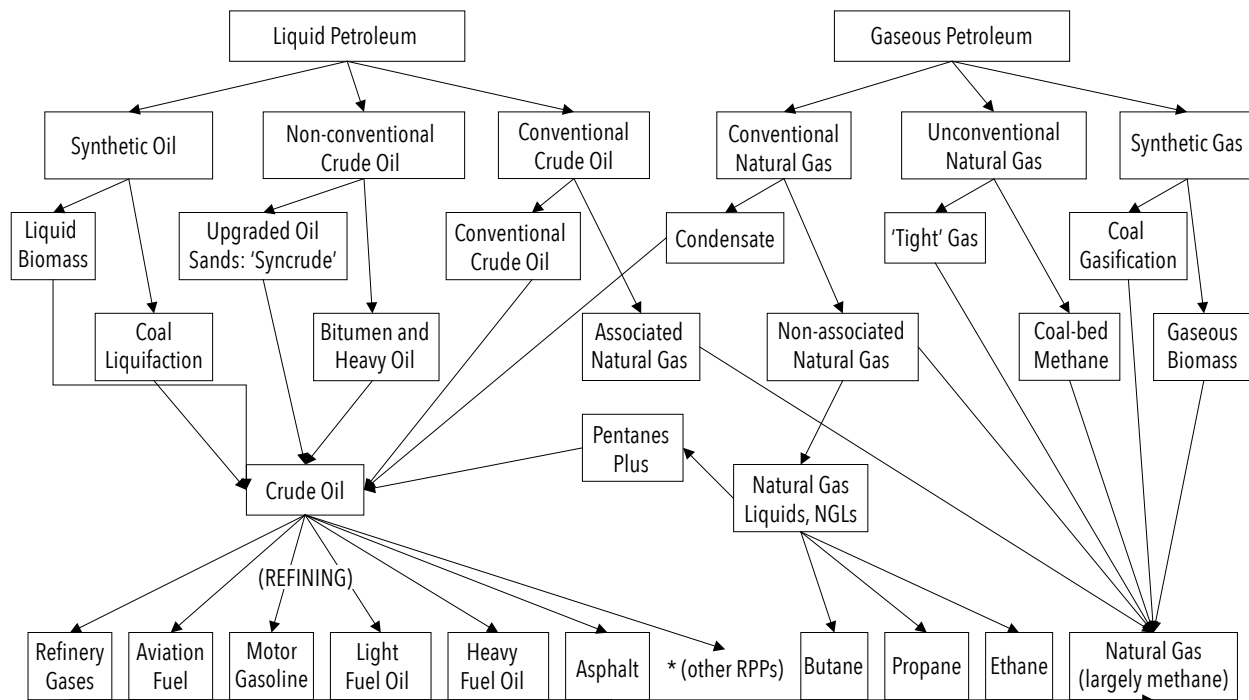 Liquid Petroleum
Gaseous Petroleum
Synthetic Oil
Non-conventional
Crude Oil
Conventional
Crude Oil
Conventional
Natural Gas
Unconventional
Natural Gas
Synthetic Gas
Liquid
Biomass
Upgraded Oil
Sands: ‘Syncrude’
Conventional
Crude Oil
Condensate
‘Tight’ Gas
Coal
Gasification
Coal
Liquifaction
Bitumen and
Heavy Oil
Associated
Natural Gas
Non-associated
Natural Gas
Coal-bed
Methane
Gaseous
Biomass
Pentanes
Plus
Crude Oil
Natural Gas
Liquids, NGLs
(REFINING)
Refinery
Gases
Aviation
Fuel
Motor
Gasoline
Light
Fuel Oil
Heavy
Fuel Oil
Asphalt
* (other RPPs)
Butane
Propane
Ethane
Natural Gas
(largely methane)